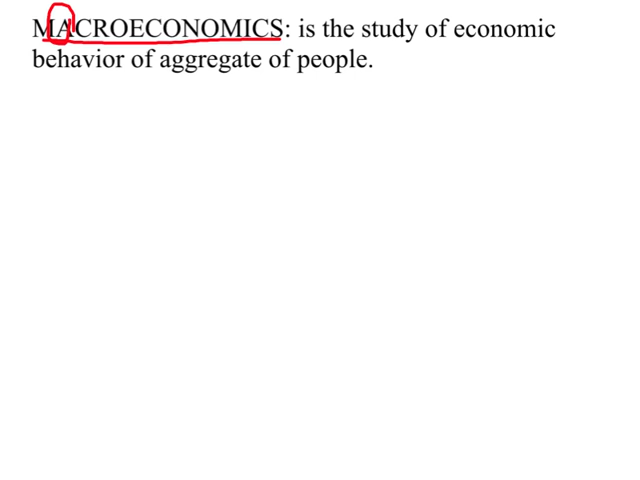 MACROECONOMICS: is the study of economic
behavior of aggregate of people.